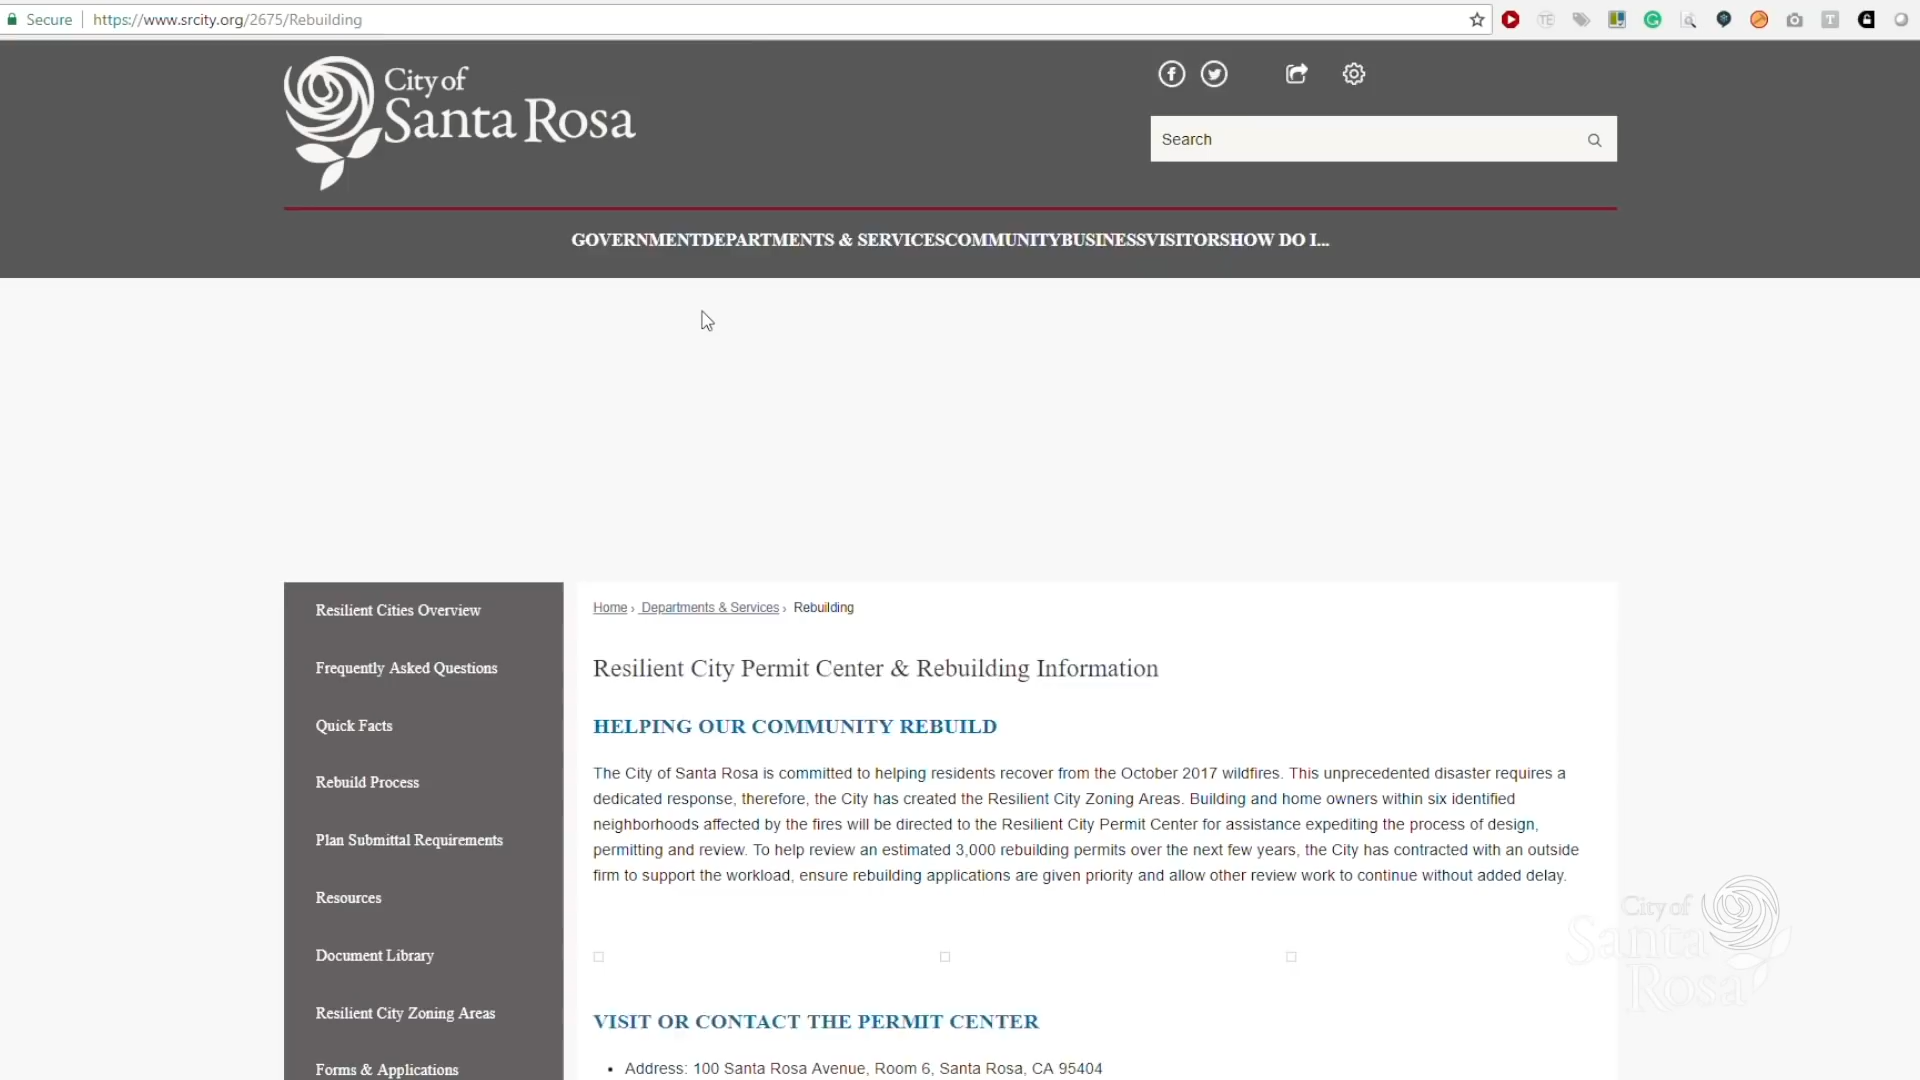 Secure
https://www.srcity.org/2675/Rebuilding
TE
T
City of
Santa Rosa
Search
GOVERNMENTDEPARTMENTS & SERVICESCOMMUNITYBUSINESSVISITORSHOW DO I...
Resilient Cities Overview
Frequently Asked Questions
Quick Facts
Rebuild Process
Plan Submittal Requirements
Resources
Document Library
Resilient City Zoning Areas
Forms & Applications
Home › Departments & Services › Rebuilding
Resilient City Permit Center & Rebuilding Information
HELPING OUR COMMUNITY REBUILD
The City of Santa Rosa is committed to helping residents recover from the October 2017 wildfires. This unprecedented disaster requires a
dedicated response, therefore, the City has created the Resilient City Zoning Areas. Building and home owners within six identified
neighborhoods affected by the fires will be directed to the Resilient City Permit Center for assistance expediting the process of design,
permitting and review. To help review an estimated 3,000 rebuilding permits over the next few years, the City has contracted with an outside
firm to support the workload, ensure rebuilding applications are given priority and allow other review work to continue without added delay.
VISIT OR CONTACT THE PERMIT CENTER
• Address: 100 Santa Rosa Avenue, Room 6, Santa Rosa, CA 95404
City of
Santa
Rosa